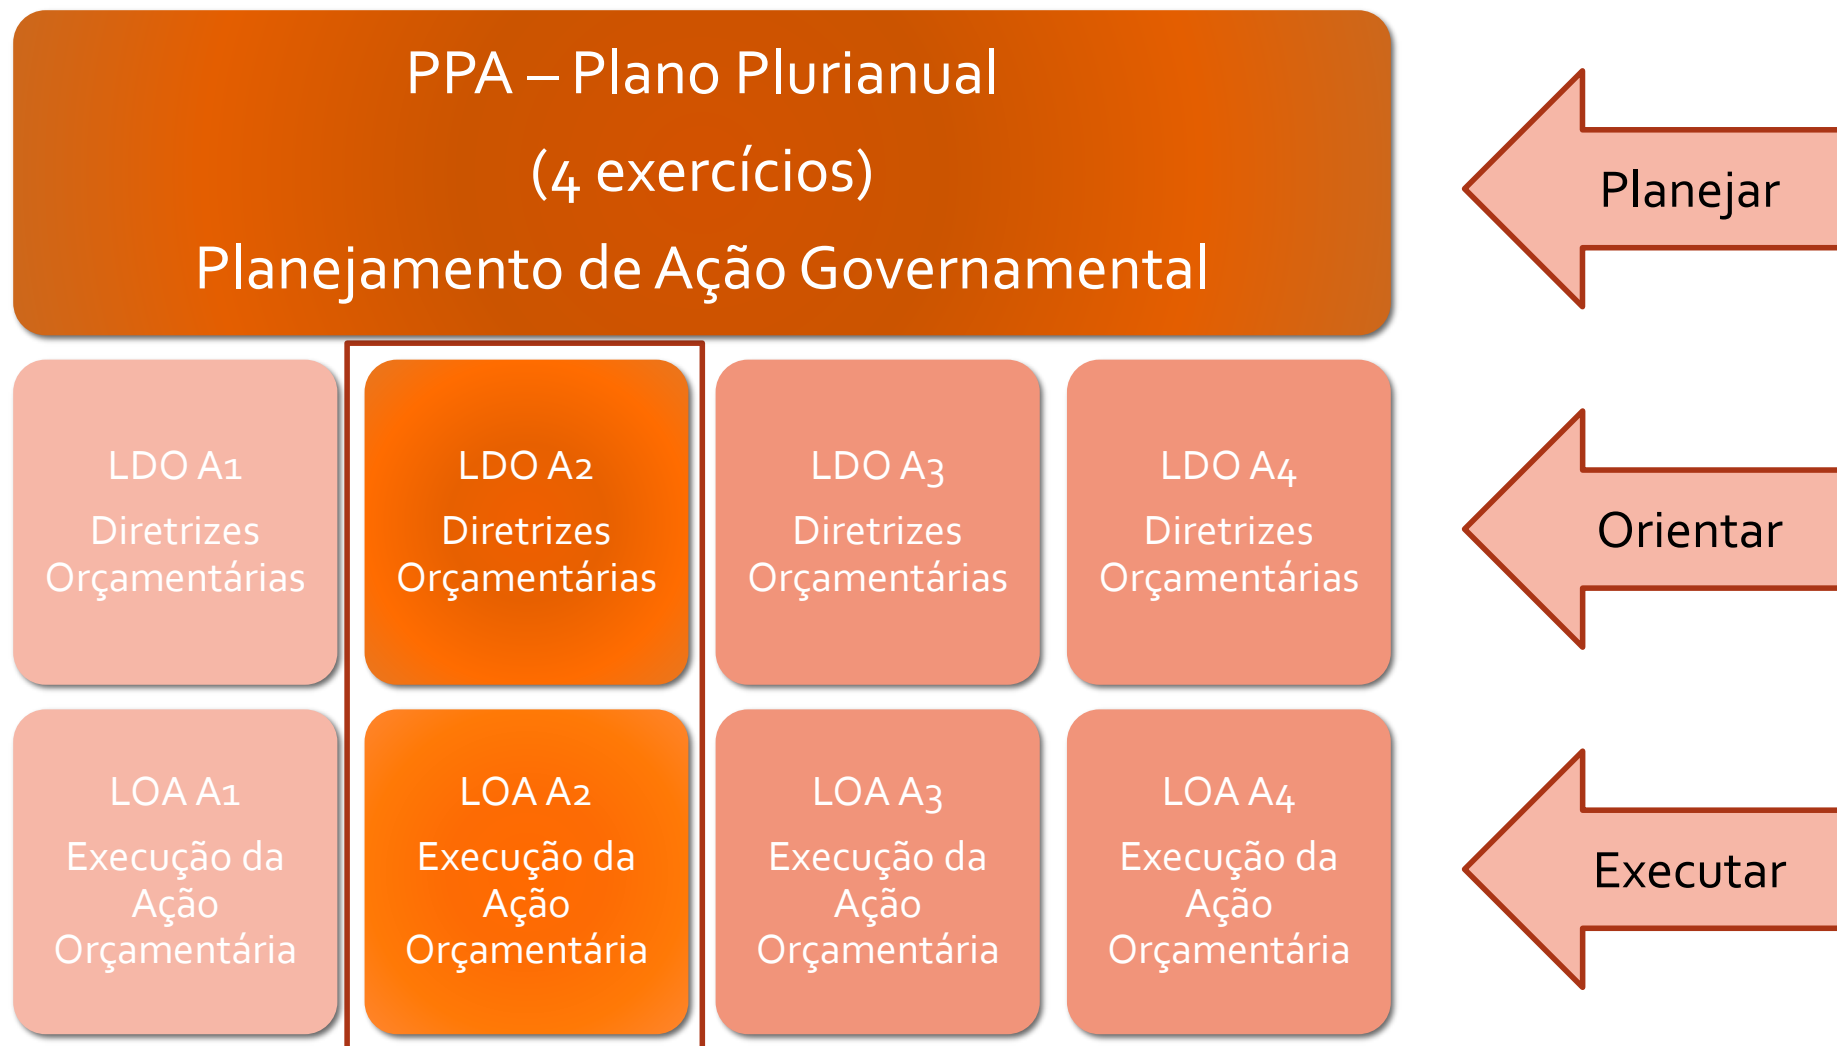 PPA – Plano Plurianual
(4 exercícios)
Planejamento de Ação Governamental
Planejar
LDO A1
Diretrizes
Orçamentárias
LDO A2
Diretrizes
Orçamentárias
LDO A3
Diretrizes
Orçamentárias
LDO A4
Diretrizes
Orçamentárias
Orientar
LOA A1
Execução da
Ação
Orçamentária
LOA A2
Execução da
Ação
Orçamentária
LOA A3
Execução da
Ação
Orçamentária
LOA A4
Execução da
Ação
Orçamentária
Executar